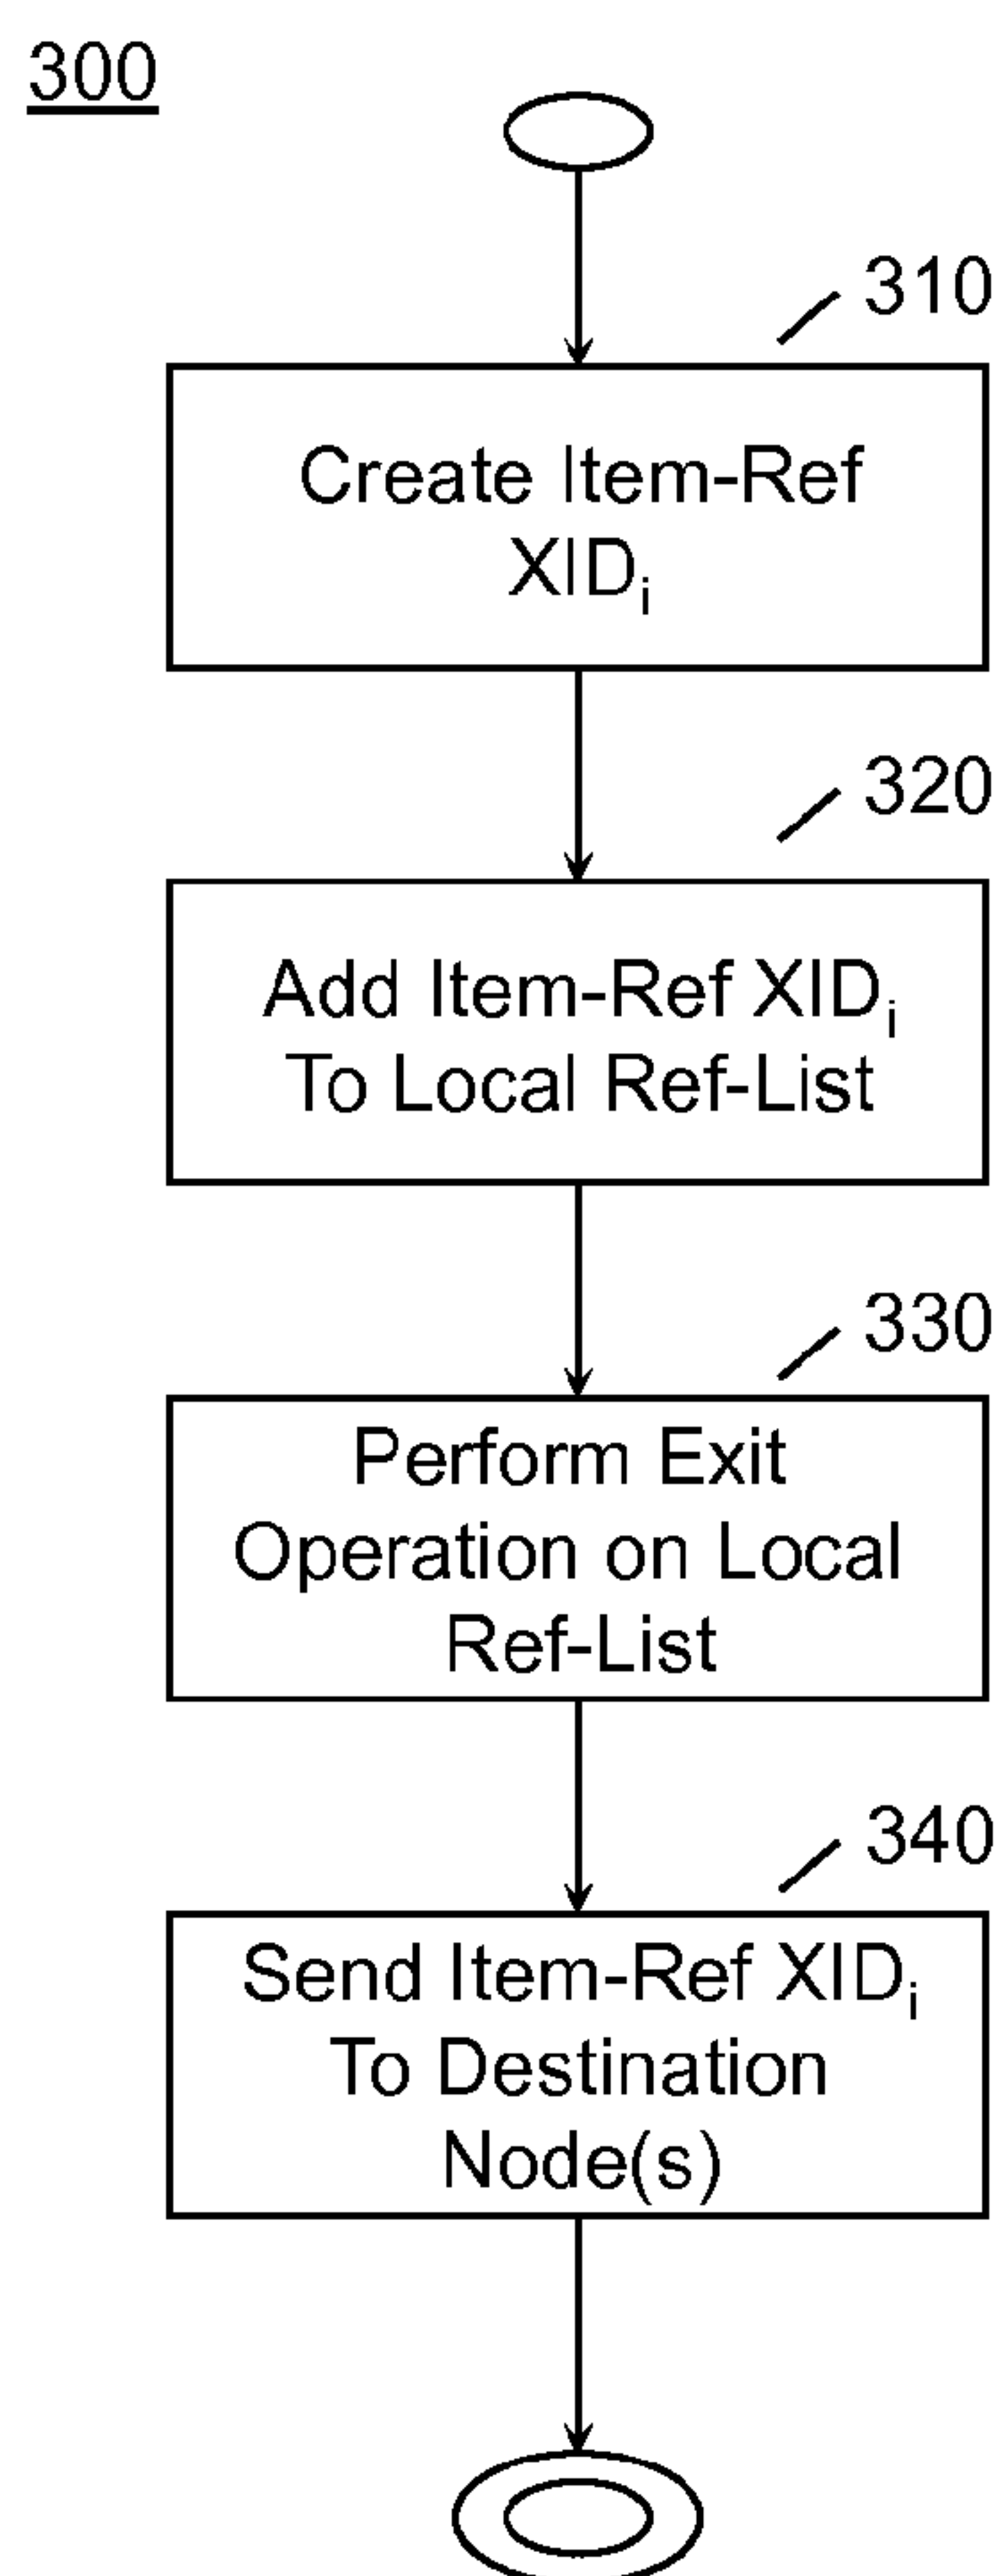 300
310
Create Item-Ref
XIDi
320
Add Item-Ref XIDi
To Local Ref-List
330
Perform Exit
Operation on Local
Ref-List
340
Send Item-Ref XIDi
To Destination
Node(s)